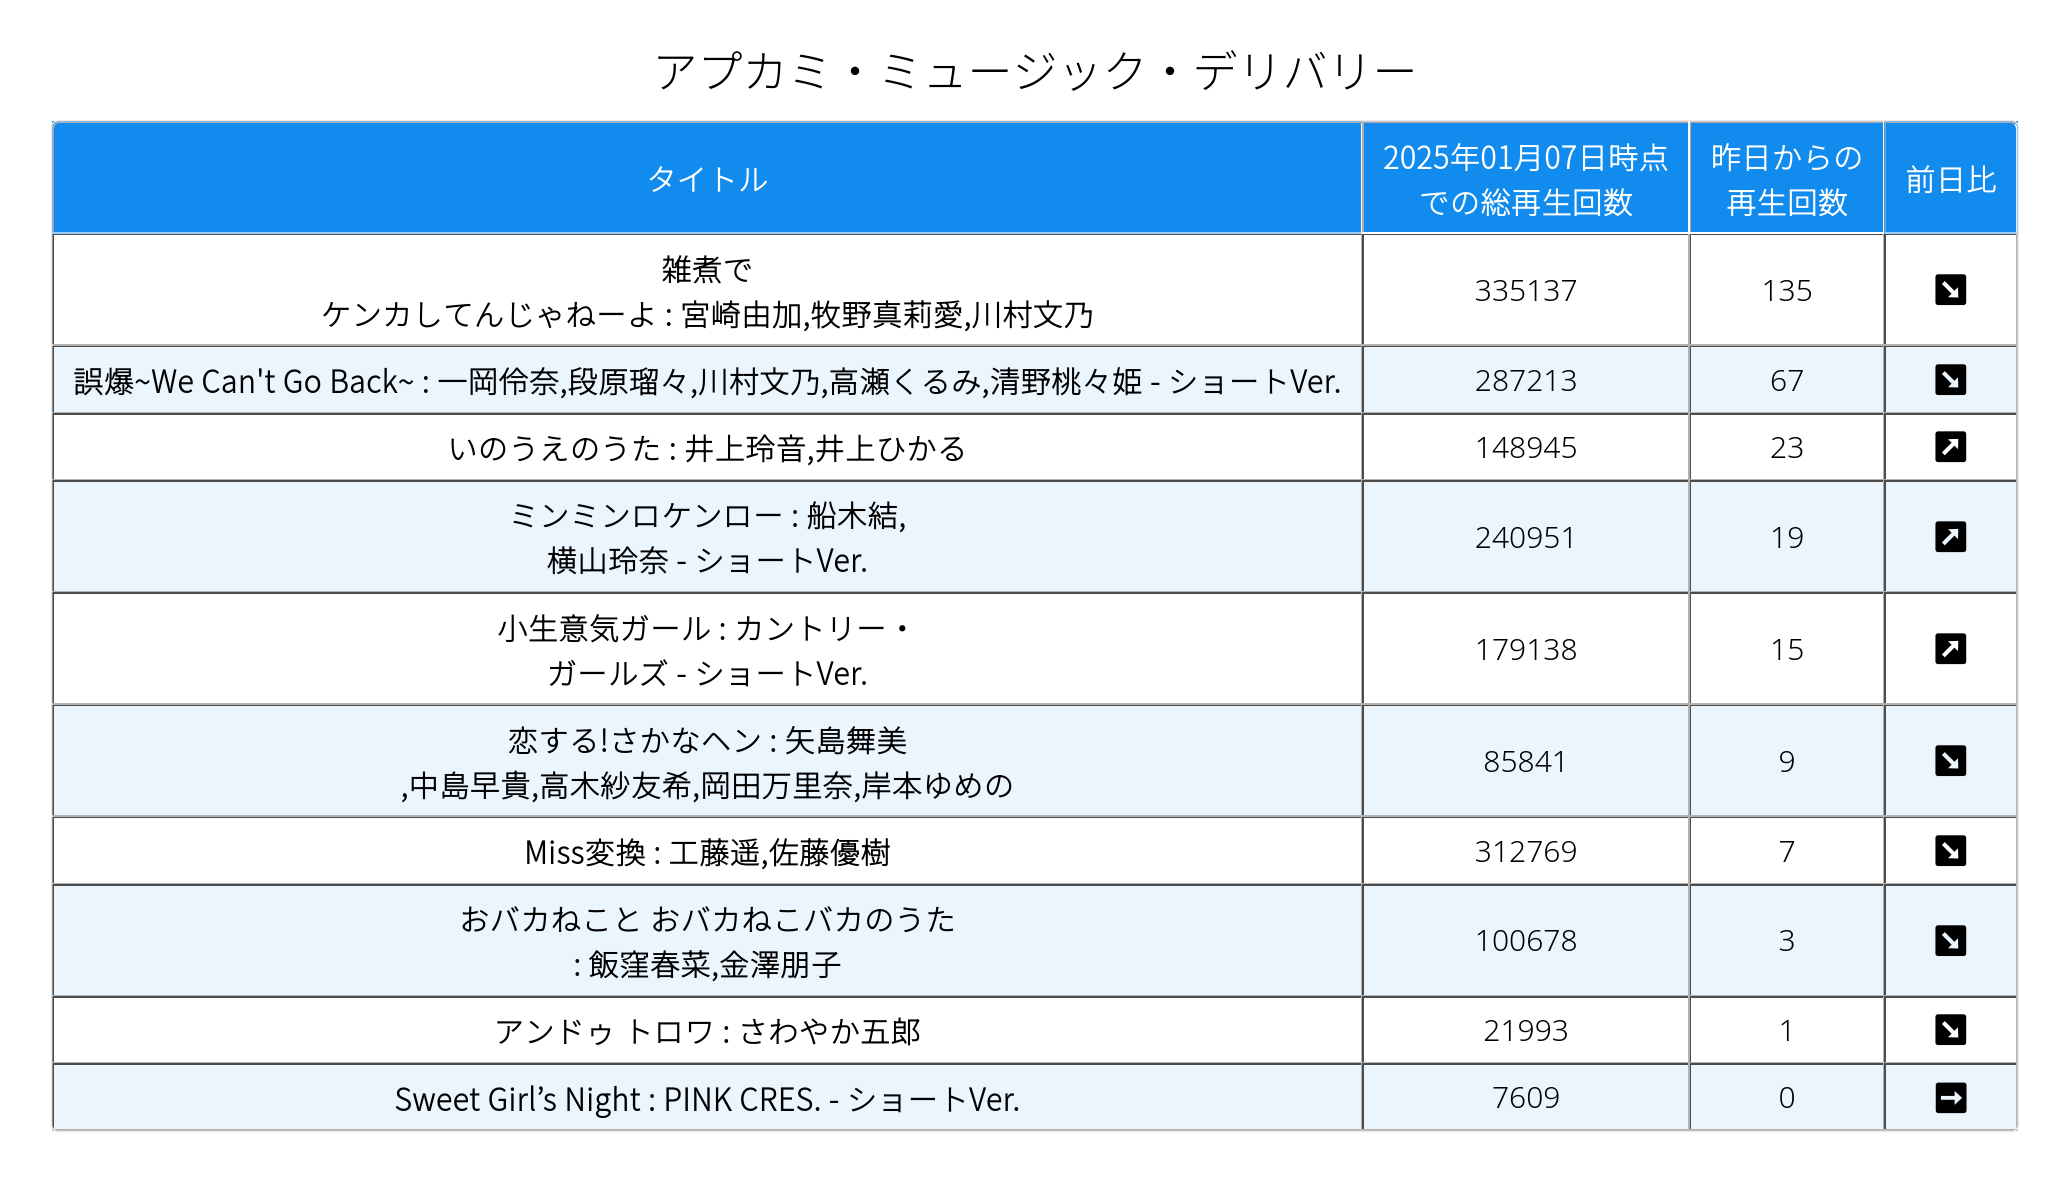 アプカミ・ミュージック・デリバリー
タイトル
2025年01月07日時点
での総再生回数
昨日からの
再生回数
前日比
雑煮で
ケンカしてんじゃねーよ : 宮崎由加,牧野真莉愛,川村文乃
335137
135
誤爆~We Can't Go Back~ : 一岡伶奈,段原瑠々,川村文乃,高瀬くるみ,清野桃々姫 - ショートVer.
287213
67
いのうえのうた : 井上玲音,井上ひかる
148945
23
ミンミンロケンロー : 船木結,
横山玲奈 - ショートVer.
240951
19
小生意気ガール : カントリー・
ガールズ - ショートVer.
179138
15
恋する!さかなヘン : 矢島舞美
,中島早貴,高木紗友希,岡田万里奈,岸本ゆめの
85841
9
Miss変換 : 工藤遥,佐藤優樹
312769
7
おバカねこと おバカねこバカのうた
: 飯窪春菜,金澤朋子
100678
3
アンドゥ トロワ : さわやか五郎
21993
1
Sweet Girl’s Night : PINK CRES. - ショートVer.
7609
0